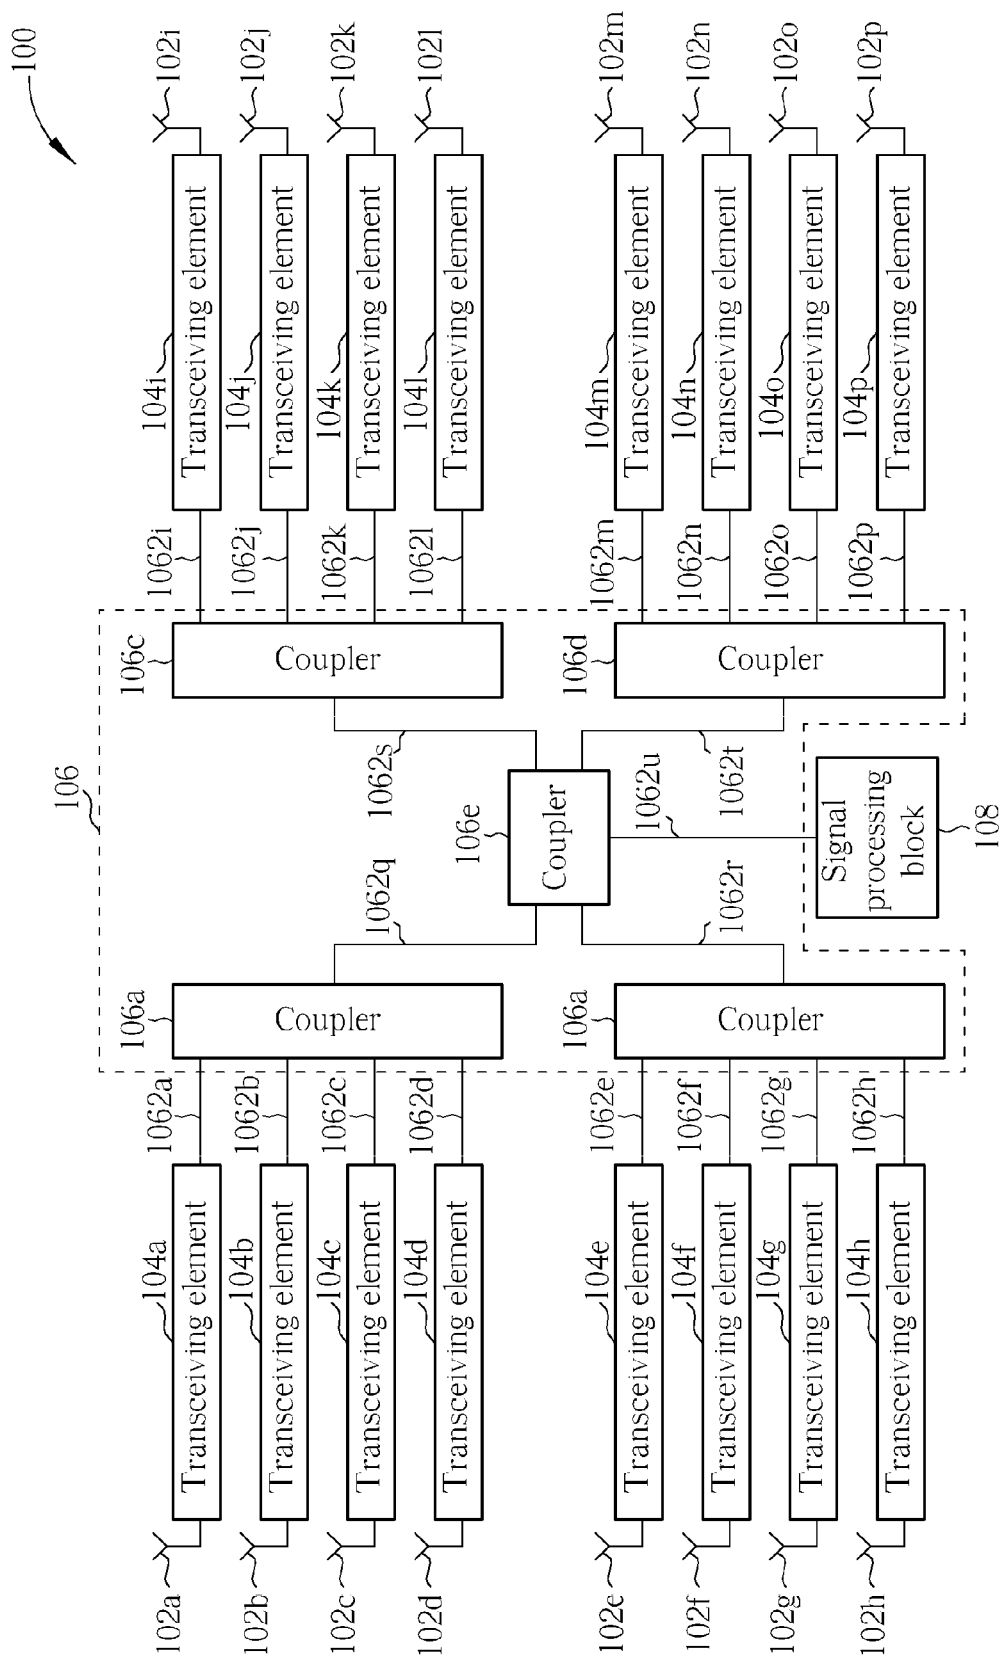 100
102i
102j
102k
102l
102m
102n
102o
102p
104i
Transceiving element
104j
Transceiving element
104k
Transceiving element
104l
Transceiving element
104m
Transceiving element
104n
Transceiving element
104o
Transceiving element
104p
Transceiving element
1062i
1062j
1062k
1062l
1062m
1062n
1062o
1062p
106
106c
Coupler
106d
Coupler
1062s
1062t
106e
Coupler
1062u
Signal
processing
block
108
1062q
1062r
106a
Coupler
106a
Coupler
1062a
1062b
1062c
1062d
1062e
1062f
1062g
1062h
104a
Transceiving element
104b
Transceiving element
104c
Transceiving element
104d
Transceiving element
104e
Transceiving element
104f
Transceiving element
104g
Transceiving element
104h
Transceiving element
102a
102b
102c
102d
102e
102f
102g
102h